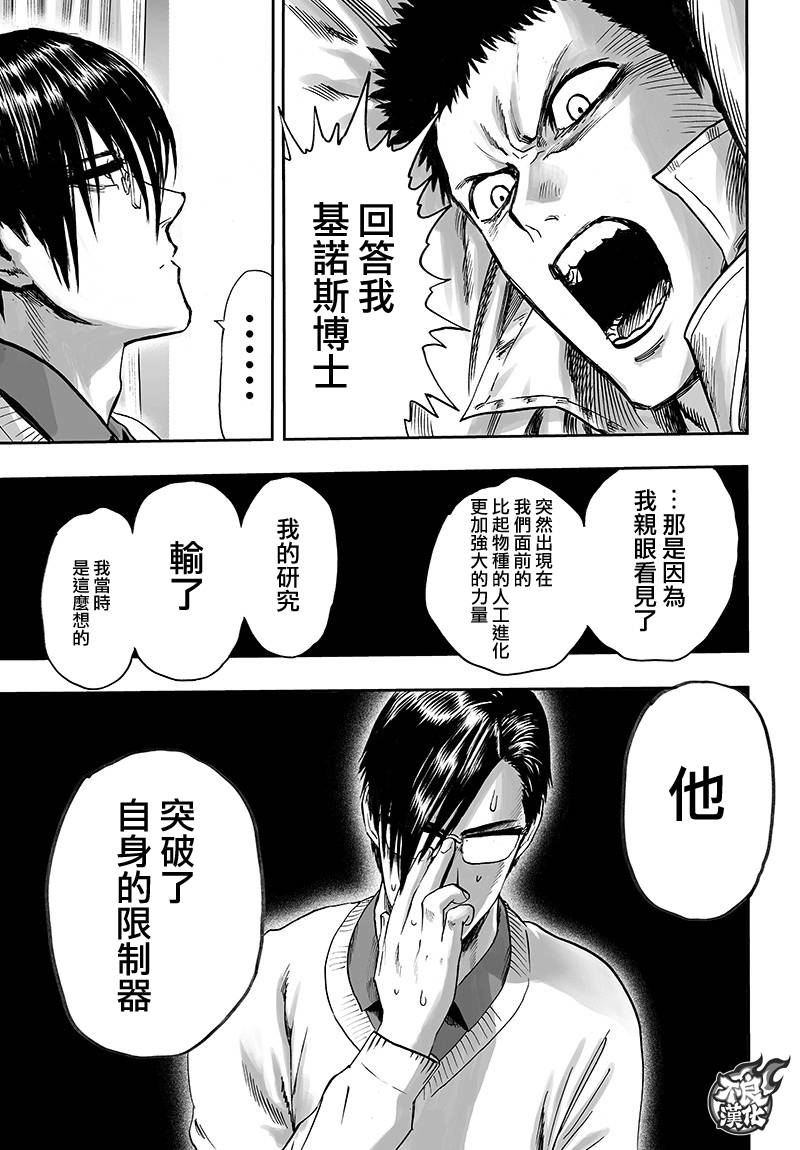 回答我
基諾斯博士
……
…那是因為
我親眼看見了
突然出現在
我們面前的
比起物種的人工進化
更加強大的力量
我的研究
輸了
我當時
是這麼想的
他
突破了
自身的限制器
狼漢化